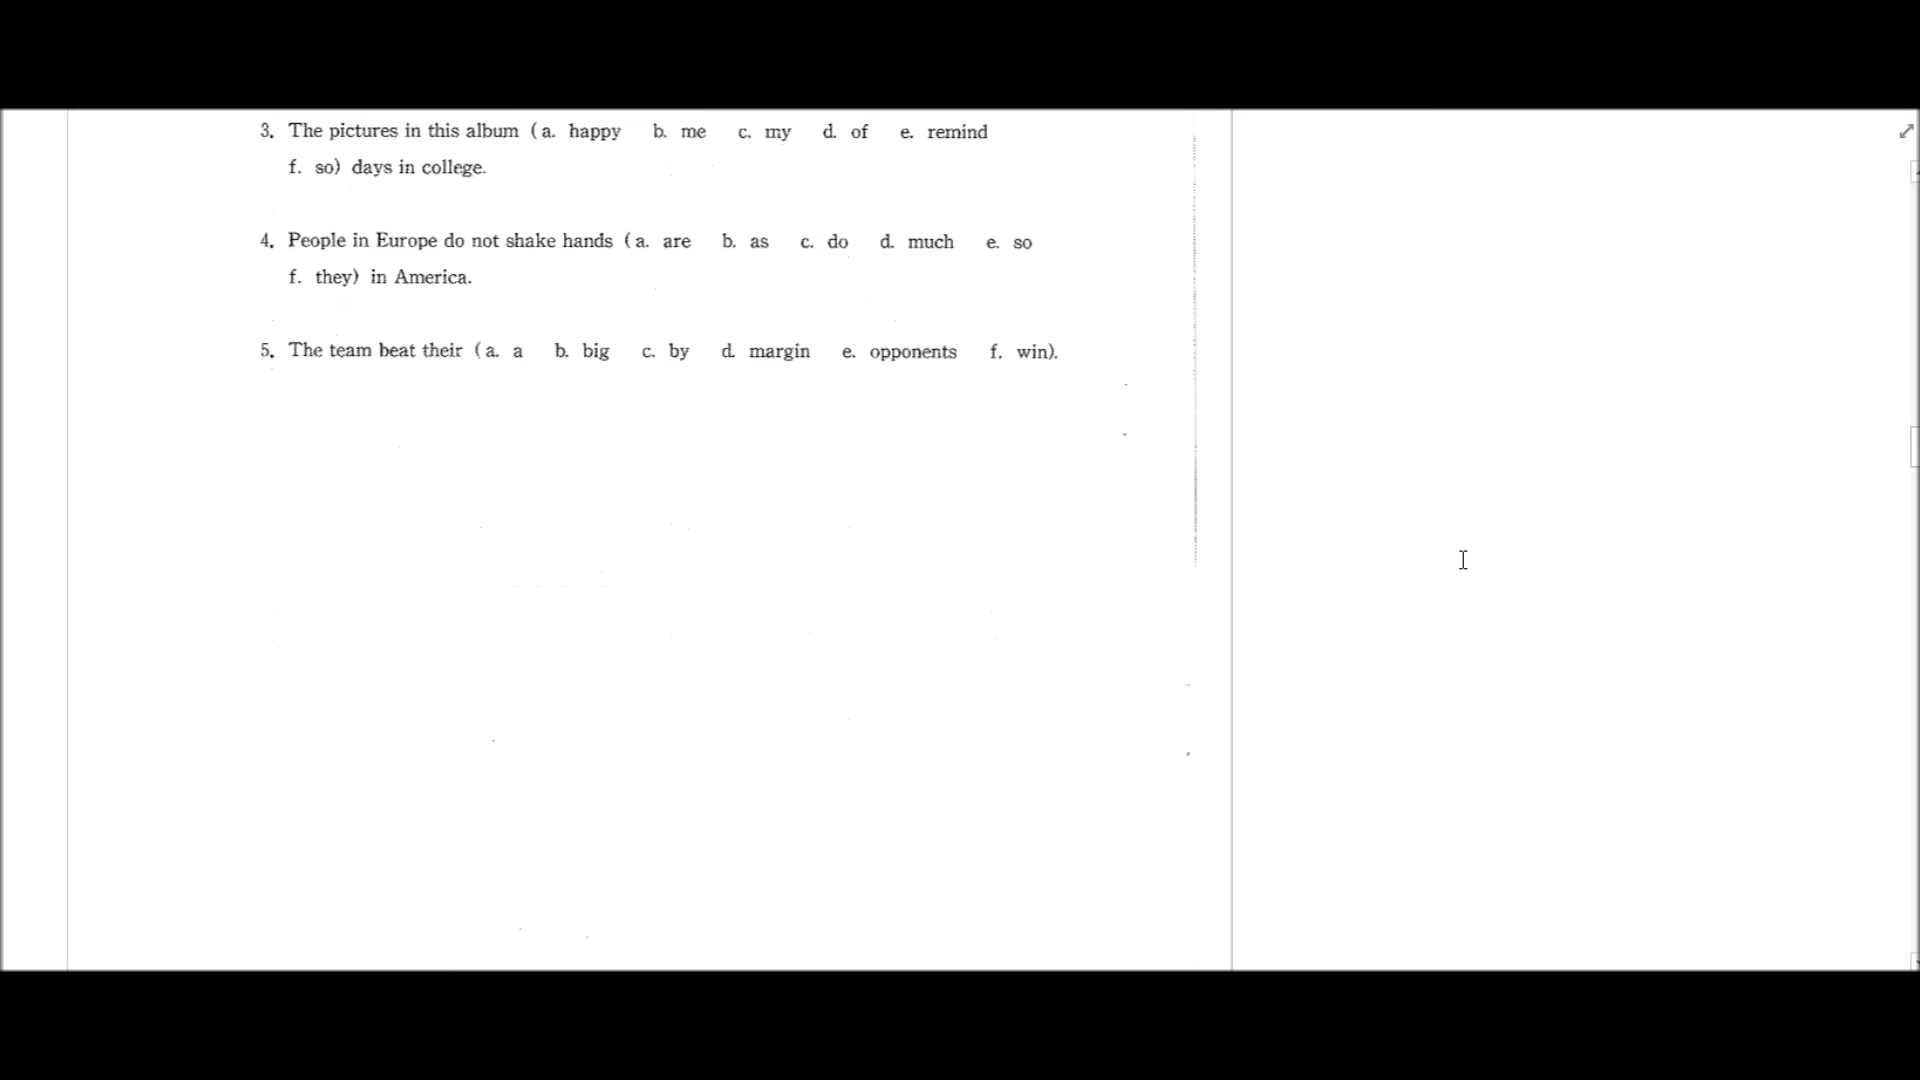 3. The pictures in this album (a. happy b. me c. my d. of e. remind
f. so) days in college.
4. People in Europe do not shake hands (a. are b. as c. do d. much e. so
f. they) in America.
5. The team beat their (a. a b. big c. by d. margin e. opponents f. win).